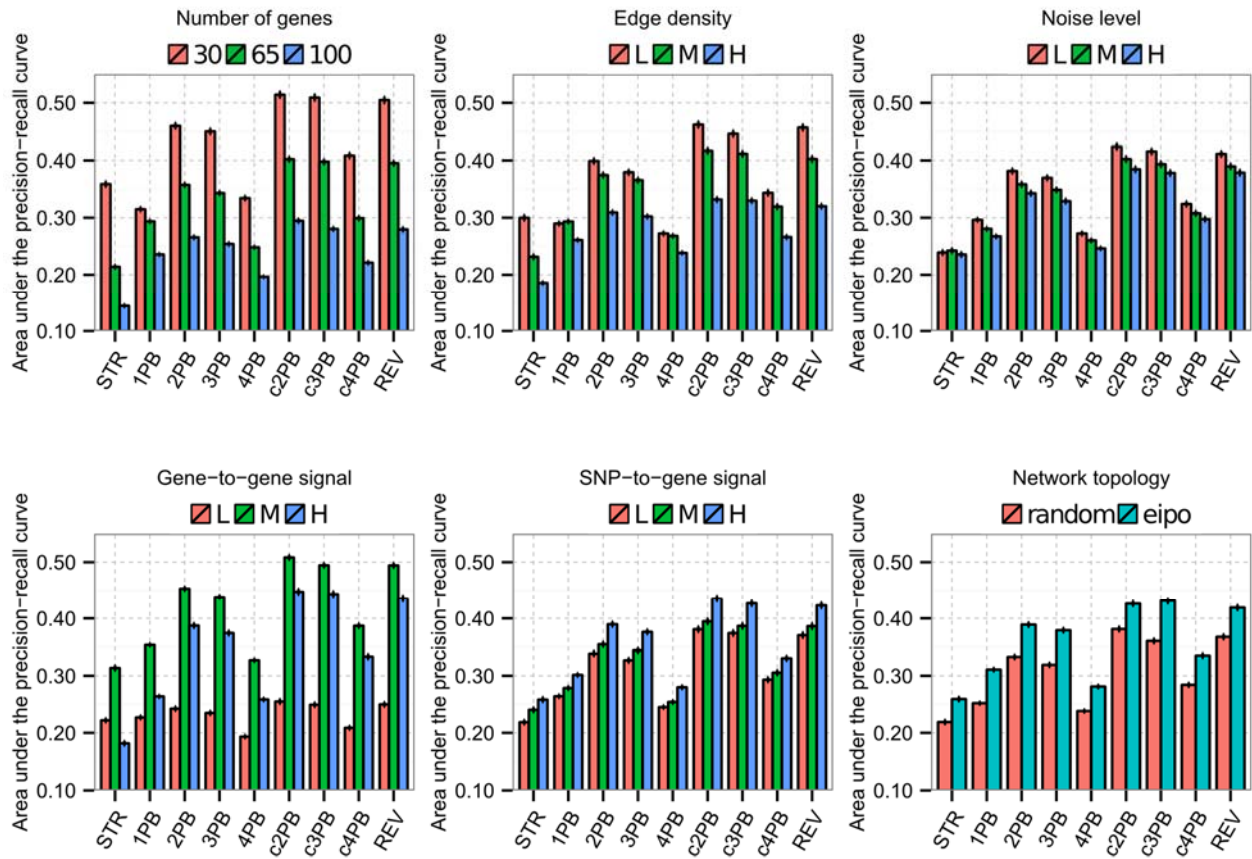 Number of genes
30 65 100
Area under the precision−recall curve
0.50
0.40
0.30
0.20
0.10
STR 1PB 2PB 3PB 4PB c2PB c3PB c4PB REV
Edge density
L M H
Area under the precision−recall curve
0.50
0.40
0.30
0.20
0.10
STR 1PB 2PB 3PB 4PB c2PB c3PB c4PB REV
Noise level
L M H
Area under the precision−recall curve
0.50
0.40
0.30
0.20
0.10
STR 1PB 2PB 3PB 4PB c2PB c3PB c4PB REV
Gene−to−gene signal
L M H
Area under the precision−recall curve
0.50
0.40
0.30
0.20
0.10
STR 1PB 2PB 3PB 4PB c2PB c3PB c4PB REV
SNP−to−gene signal
L M H
Area under the precision−recall curve
0.50
0.40
0.30
0.20
0.10
STR 1PB 2PB 3PB 4PB c2PB c3PB c4PB REV
Network topology
random eipo
Area under the precision−recall curve
0.50
0.40
0.30
0.20
0.10
STR 1PB 2PB 3PB 4PB c2PB c3PB c4PB REV